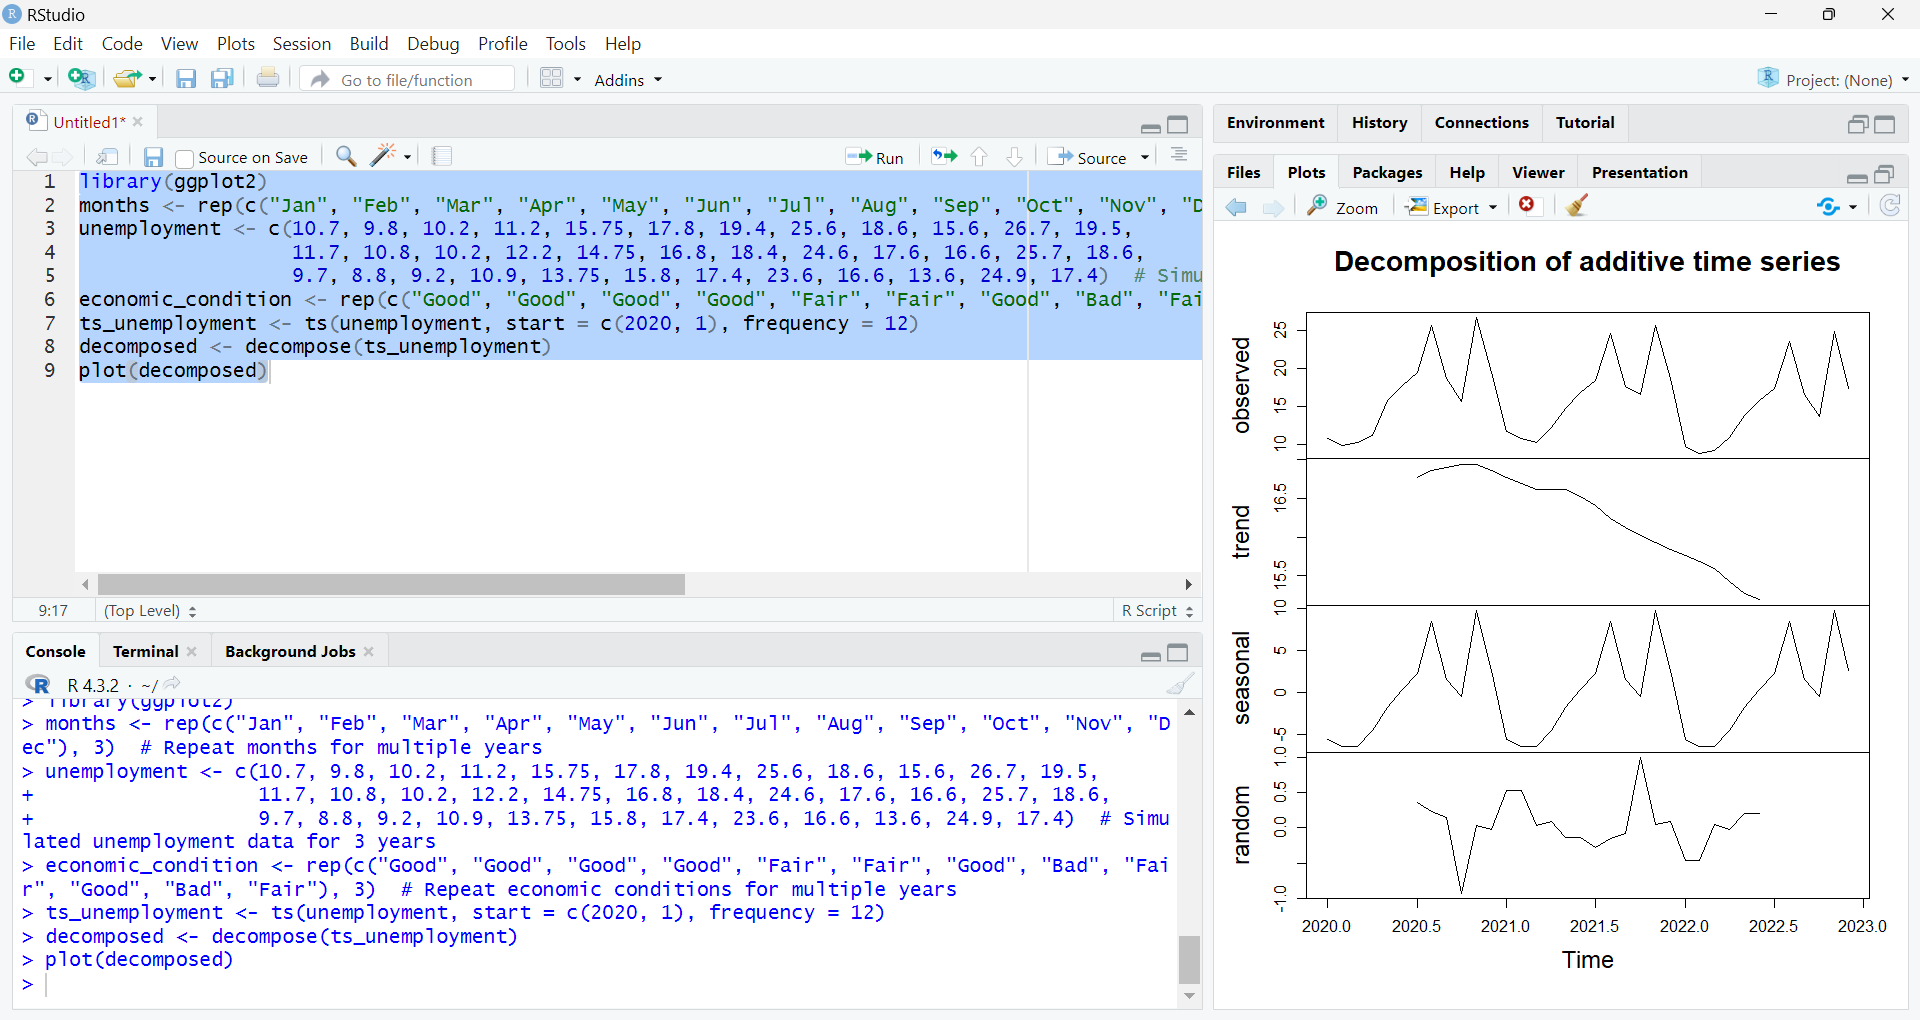 RStudio
File Edit Code View Plots Session Build Debug Profile Tools Help
Go to file/function Addins Project: (None)
Untitled1*
Source on Save Run Source
1 library(ggplot2)
2 months <- rep(c("Jan", "Feb", "Mar", "Apr", "May", "Jun", "Jul", "Aug", "Sep", "Oct", "Nov", "D
3 unemployment <- c(10.7, 9.8, 10.2, 11.2, 15.75, 17.8, 19.4, 25.6, 18.6, 15.6, 26.7, 19.5,
4 11.7, 10.8, 10.2, 12.2, 14.75, 16.8, 18.4, 24.6, 17.6, 16.6, 25.7, 18.6,
5 9.7, 8.8, 9.2, 10.9, 13.75, 15.8, 17.4, 23.6, 16.6, 13.6, 24.9, 17.4) # Simu
6 economic_condition <- rep(c("Good", "Good", "Good", "Good", "Fair", "Fair", "Good", "Bad", "Fai
7 ts_unemployment <- ts(unemployment, start = c(2020, 1), frequency = 12)
8 decomposed <- decompose(ts_unemployment)
9 plot(decomposed)
9:17 (Top Level) R Script
Console Terminal Background Jobs
R 4.3.2 · ~/
> library(ggplot2)
> months <- rep(c("Jan", "Feb", "Mar", "Apr", "May", "Jun", "Jul", "Aug", "Sep", "Oct", "Nov", "D
ec"), 3) # Repeat months for multiple years
> unemployment <- c(10.7, 9.8, 10.2, 11.2, 15.75, 17.8, 19.4, 25.6, 18.6, 15.6, 26.7, 19.5,
+ 11.7, 10.8, 10.2, 12.2, 14.75, 16.8, 18.4, 24.6, 17.6, 16.6, 25.7, 18.6,
+ 9.7, 8.8, 9.2, 10.9, 13.75, 15.8, 17.4, 23.6, 16.6, 13.6, 24.9, 17.4) # Simu
lated unemployment data for 3 years
> economic_condition <- rep(c("Good", "Good", "Good", "Good", "Fair", "Fair", "Good", "Bad", "Fai
r", "Good", "Bad", "Fair"), 3) # Repeat economic conditions for multiple years
> ts_unemployment <- ts(unemployment, start = c(2020, 1), frequency = 12)
> decomposed <- decompose(ts_unemployment)
> plot(decomposed)
>
Environment History Connections Tutorial
Files Plots Packages Help Viewer Presentation
Zoom Export
Decomposition of additive time series
observed
25
20
15
10
trend
16.5
15.5
seasonal
10
5
0
-5
random
1.0
0.5
0.0
-1.0
2020.0 2020.5 2021.0 2021.5 2022.0 2022.5 2023.0
Time